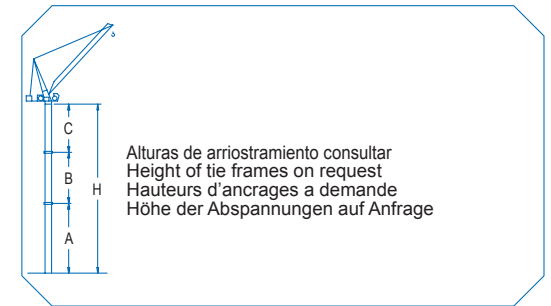 C
B
H
A
Alturas de arriostramiento consultar
Height of tie frames on request
Hauteurs d'ancrages a demande
Höhe der Abspannungen auf Anfrage